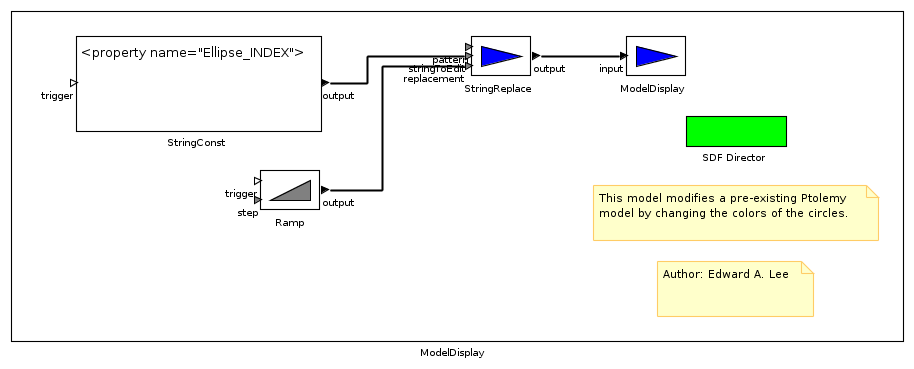 <property name="Ellipse_INDEX">
trigger
output
StringConst
pattern
stringToEdit
replacement
output
StringReplace
input
ModelDisplay
SDF Director
trigger
step
output
Ramp
This model modifies a pre-existing Ptolemy
model by changing the colors of the circles.
Author: Edward A. Lee
ModelDisplay